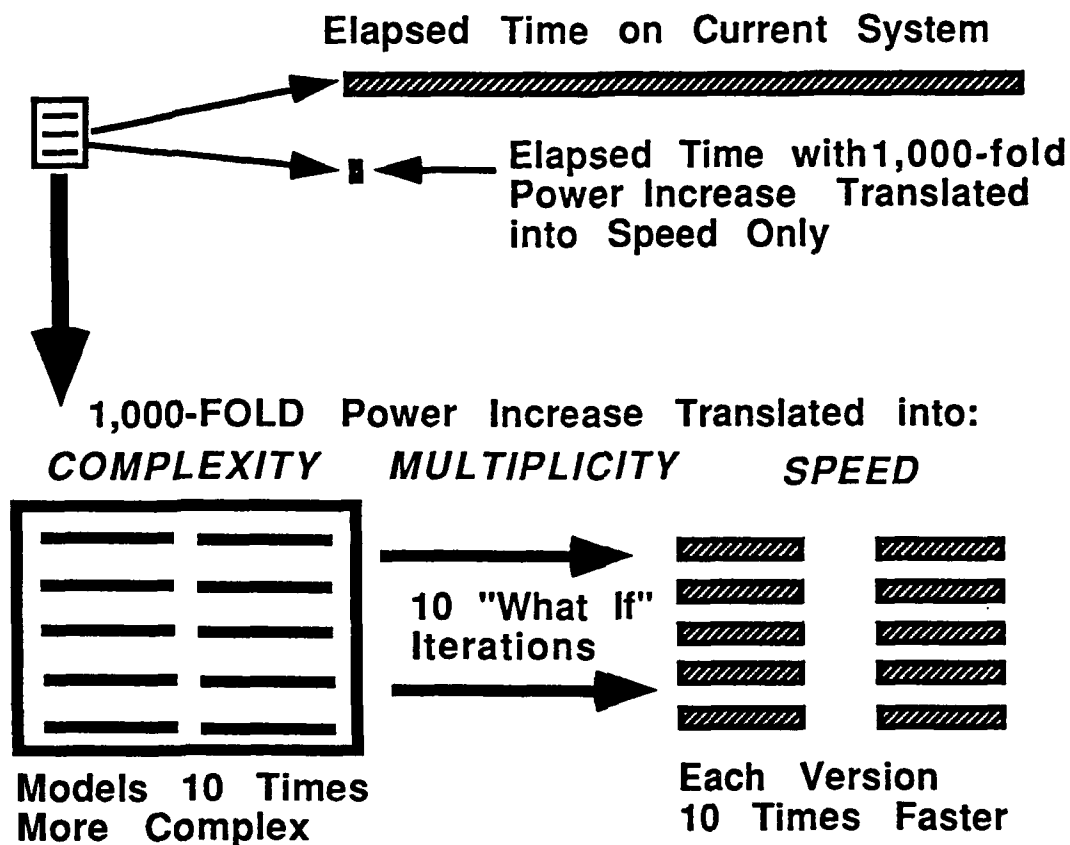 Elapsed Time on Current System
Elapsed Time with 1,000-fold
Power Increase Translated
into Speed Only
1,000-FOLD Power Increase Translated into:
COMPLEXITY MULTIPLICITY SPEED
10 "What If"
Iterations
Models 10 Times
More Complex
Each Version
10 Times Faster